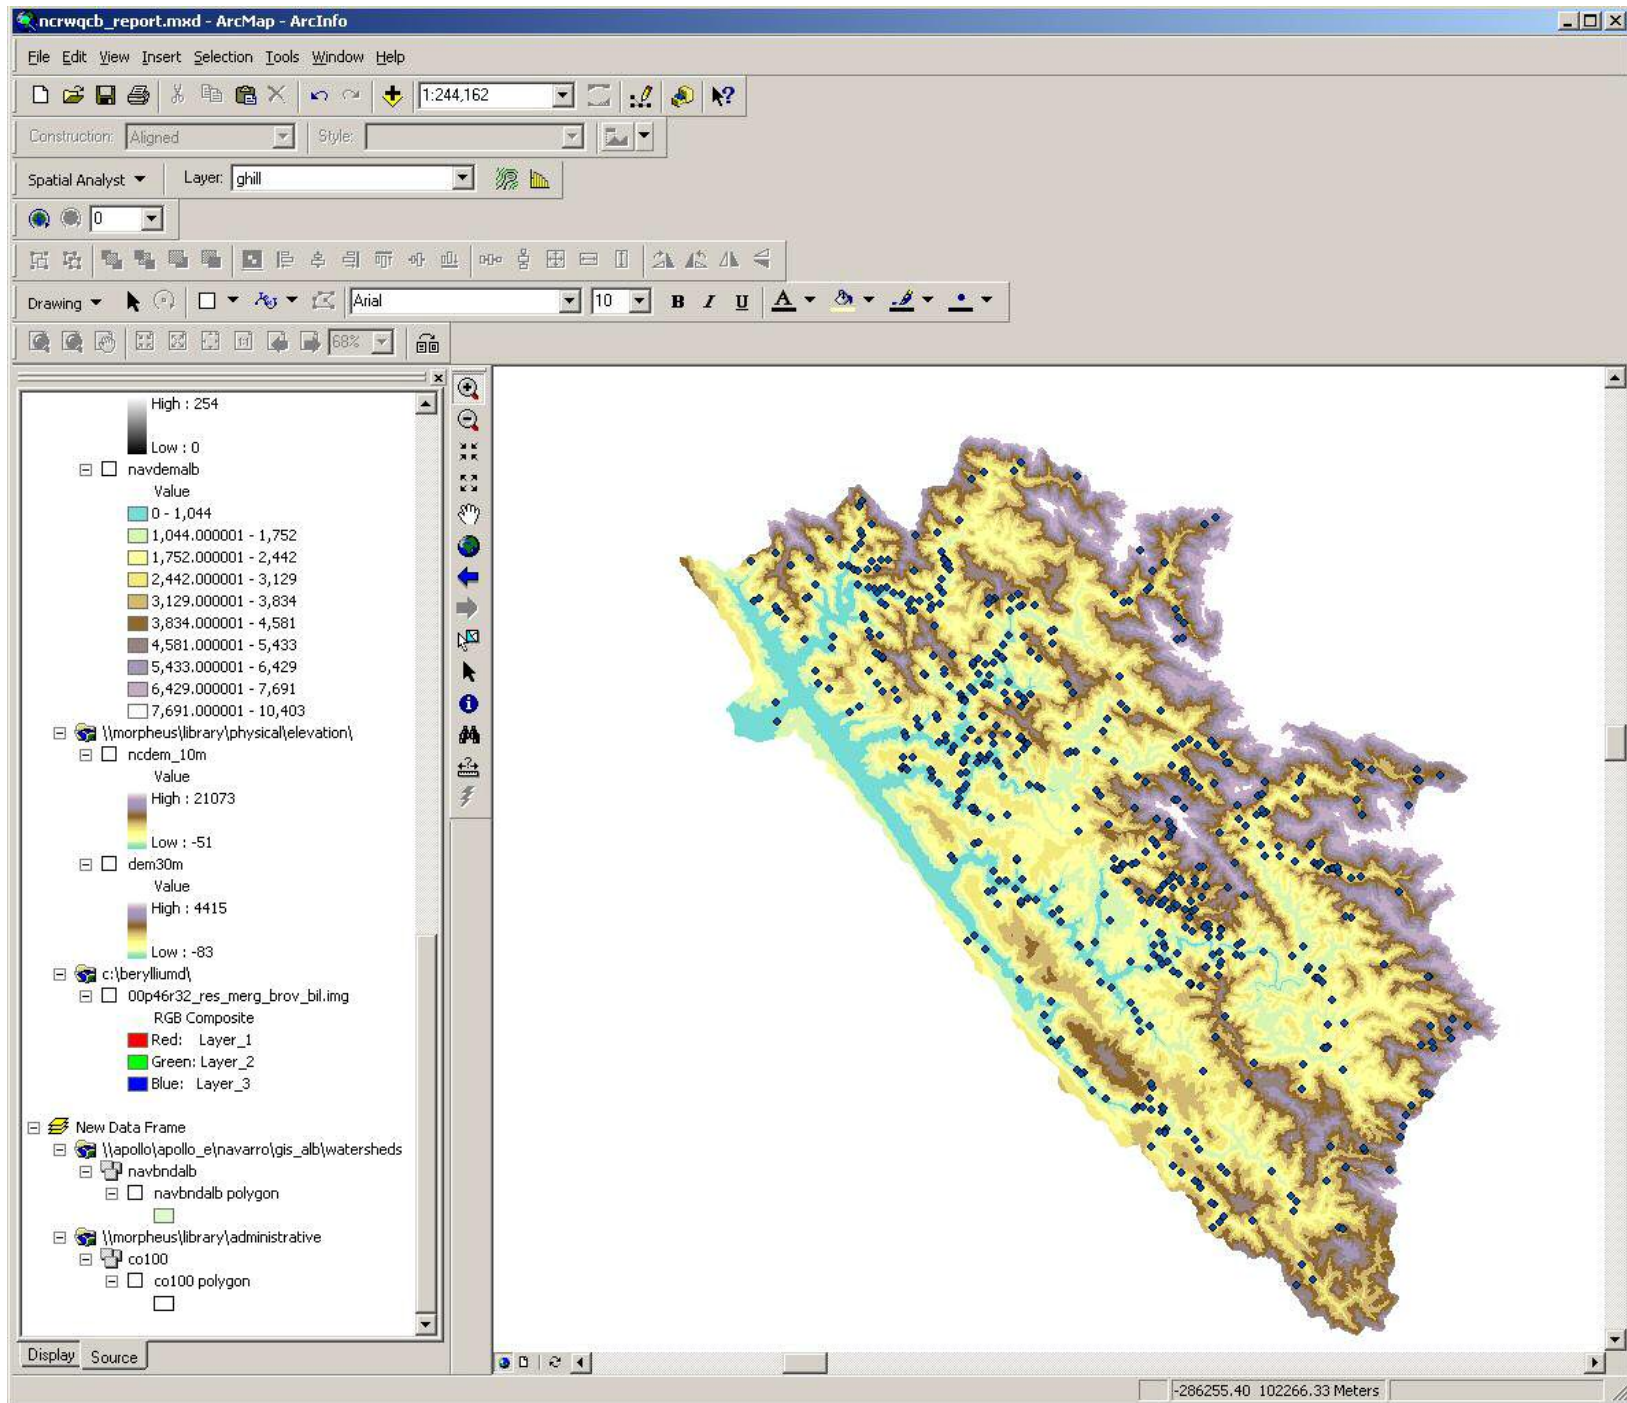 ncrwqcb_report.mxd - ArcMap - ArcInfo
File Edit View Insert Selection Tools Window Help
1:244,162
Construction: Aligned Style:
Spatial Analyst Layer: ghill
0
Drawing Arial 10 B I U A
68%
High : 254
Low : 0
navdemalb
Value
0 - 1,044
1,044.000001 - 1,752
1,752.000001 - 2,442
2,442.000001 - 3,129
3,129.000001 - 3,834
3,834.000001 - 4,581
4,581.000001 - 5,433
5,433.000001 - 6,429
6,429.000001 - 7,691
7,691.000001 - 10,403
\\morpheus\library\physical\elevation\
ncdem_10m
Value
High : 21073
Low : -51
dem30m
Value
High : 4415
Low : -83
c:\berylliumd\
00p46r32_res_merg_brov_bil.img
RGB Composite
Red: Layer_1
Green: Layer_2
Blue: Layer_3
New Data Frame
\\apollo\apollo_e\navarro\gis_alb\watersheds
navbndalb
navbndalb polygon
\\morpheus\library\administrative
co100
co100 polygon
Display Source
-286255.40 102266.33 Meters